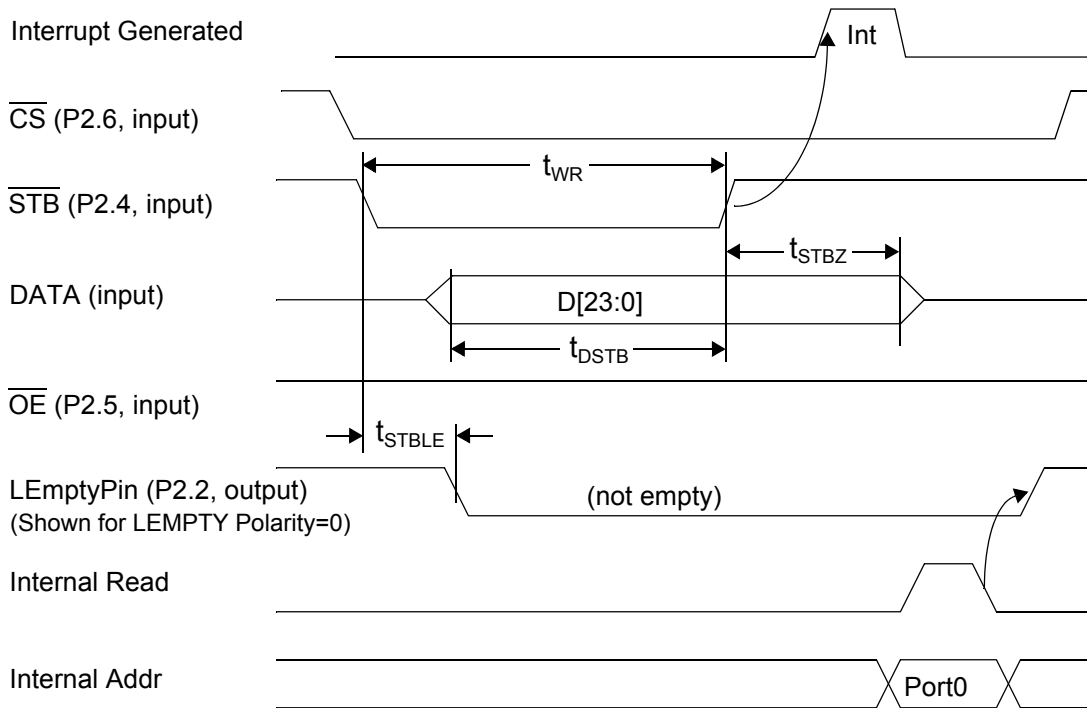 Interrupt Generated
Int
CS (P2.6, input)
tWR
STB (P2.4, input)
tSTBZ
DATA (input)
D[23:0]
tDSTB
OE (P2.5, input)
tSTBLE
LEmptyPin (P2.2, output)
(not empty)
(Shown for LEMPTY Polarity=0)
Internal Read
Internal Addr
Port0